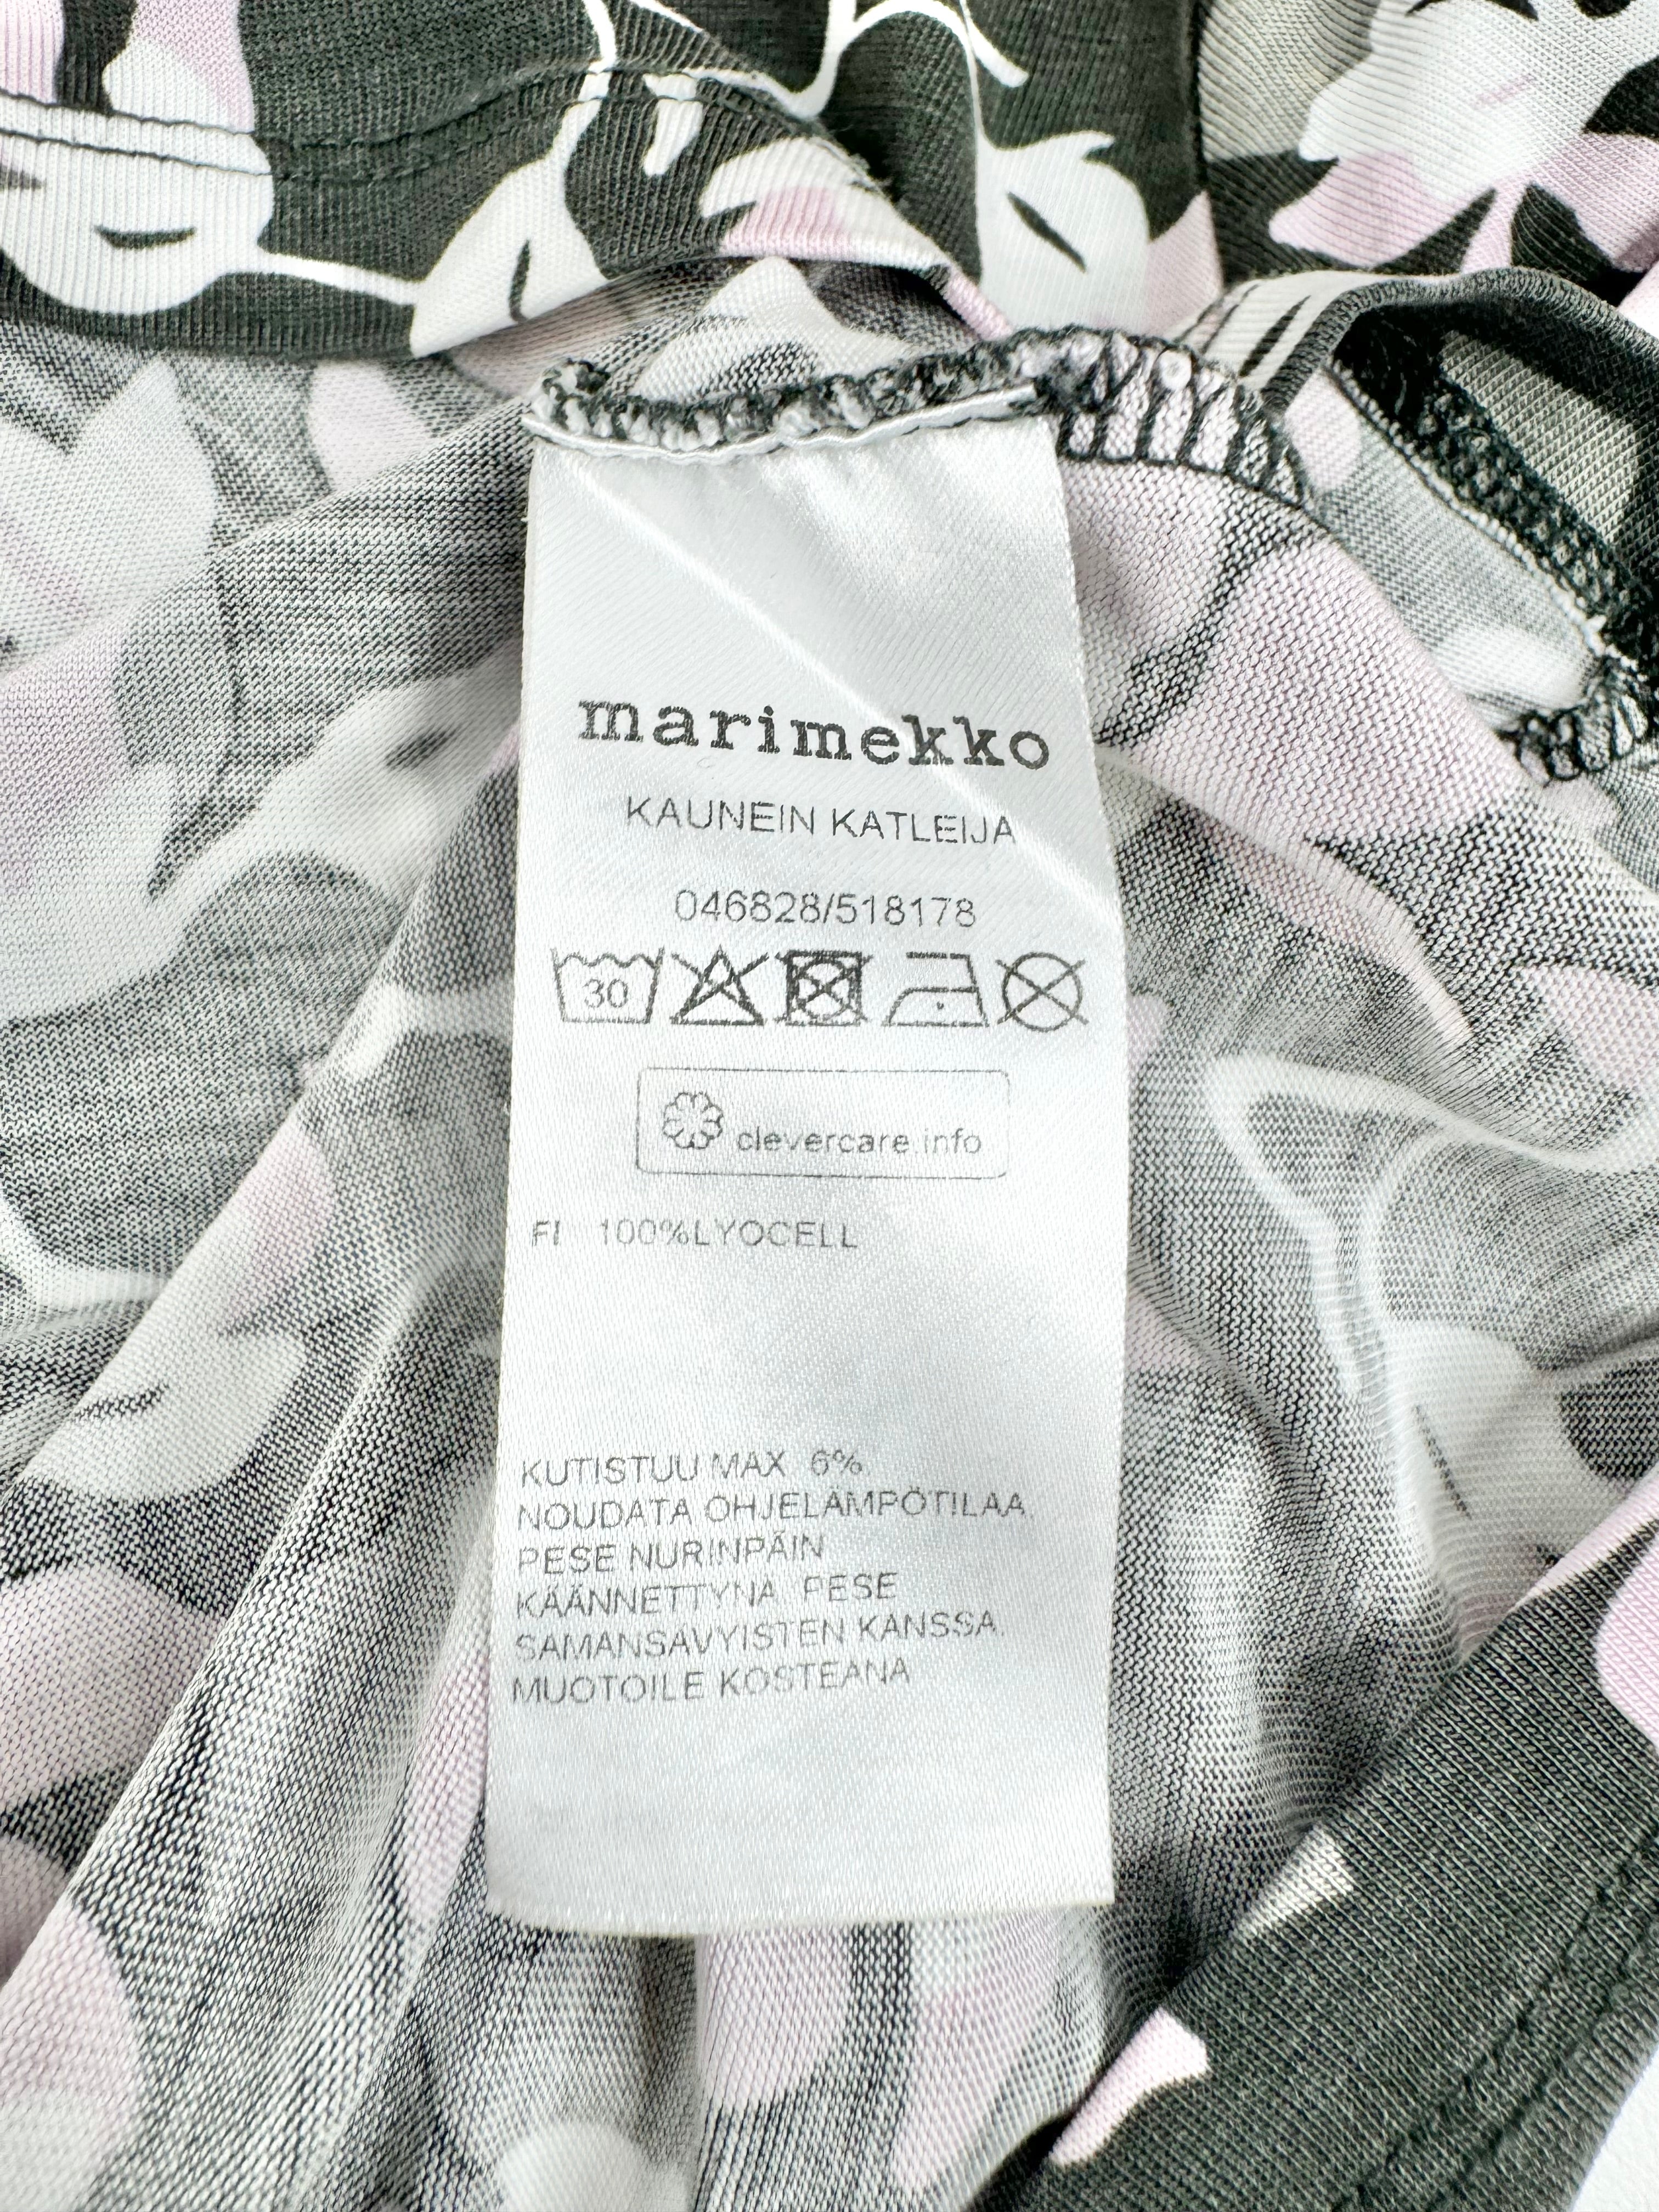 marimekko
KAUNEIN KATLEIJA
046828/518178
30
clevercare.info
FI 100%LYOCELL
KUTISTUU MAX. 6%.
NOUDATA OHJELÄMPÖTILAA.
PESE NURINPÄIN
KÄÄNNETTYNÄ. PESE
SAMANSÄVYISTEN KANSSA.
MUOTOILE KOSTEANA